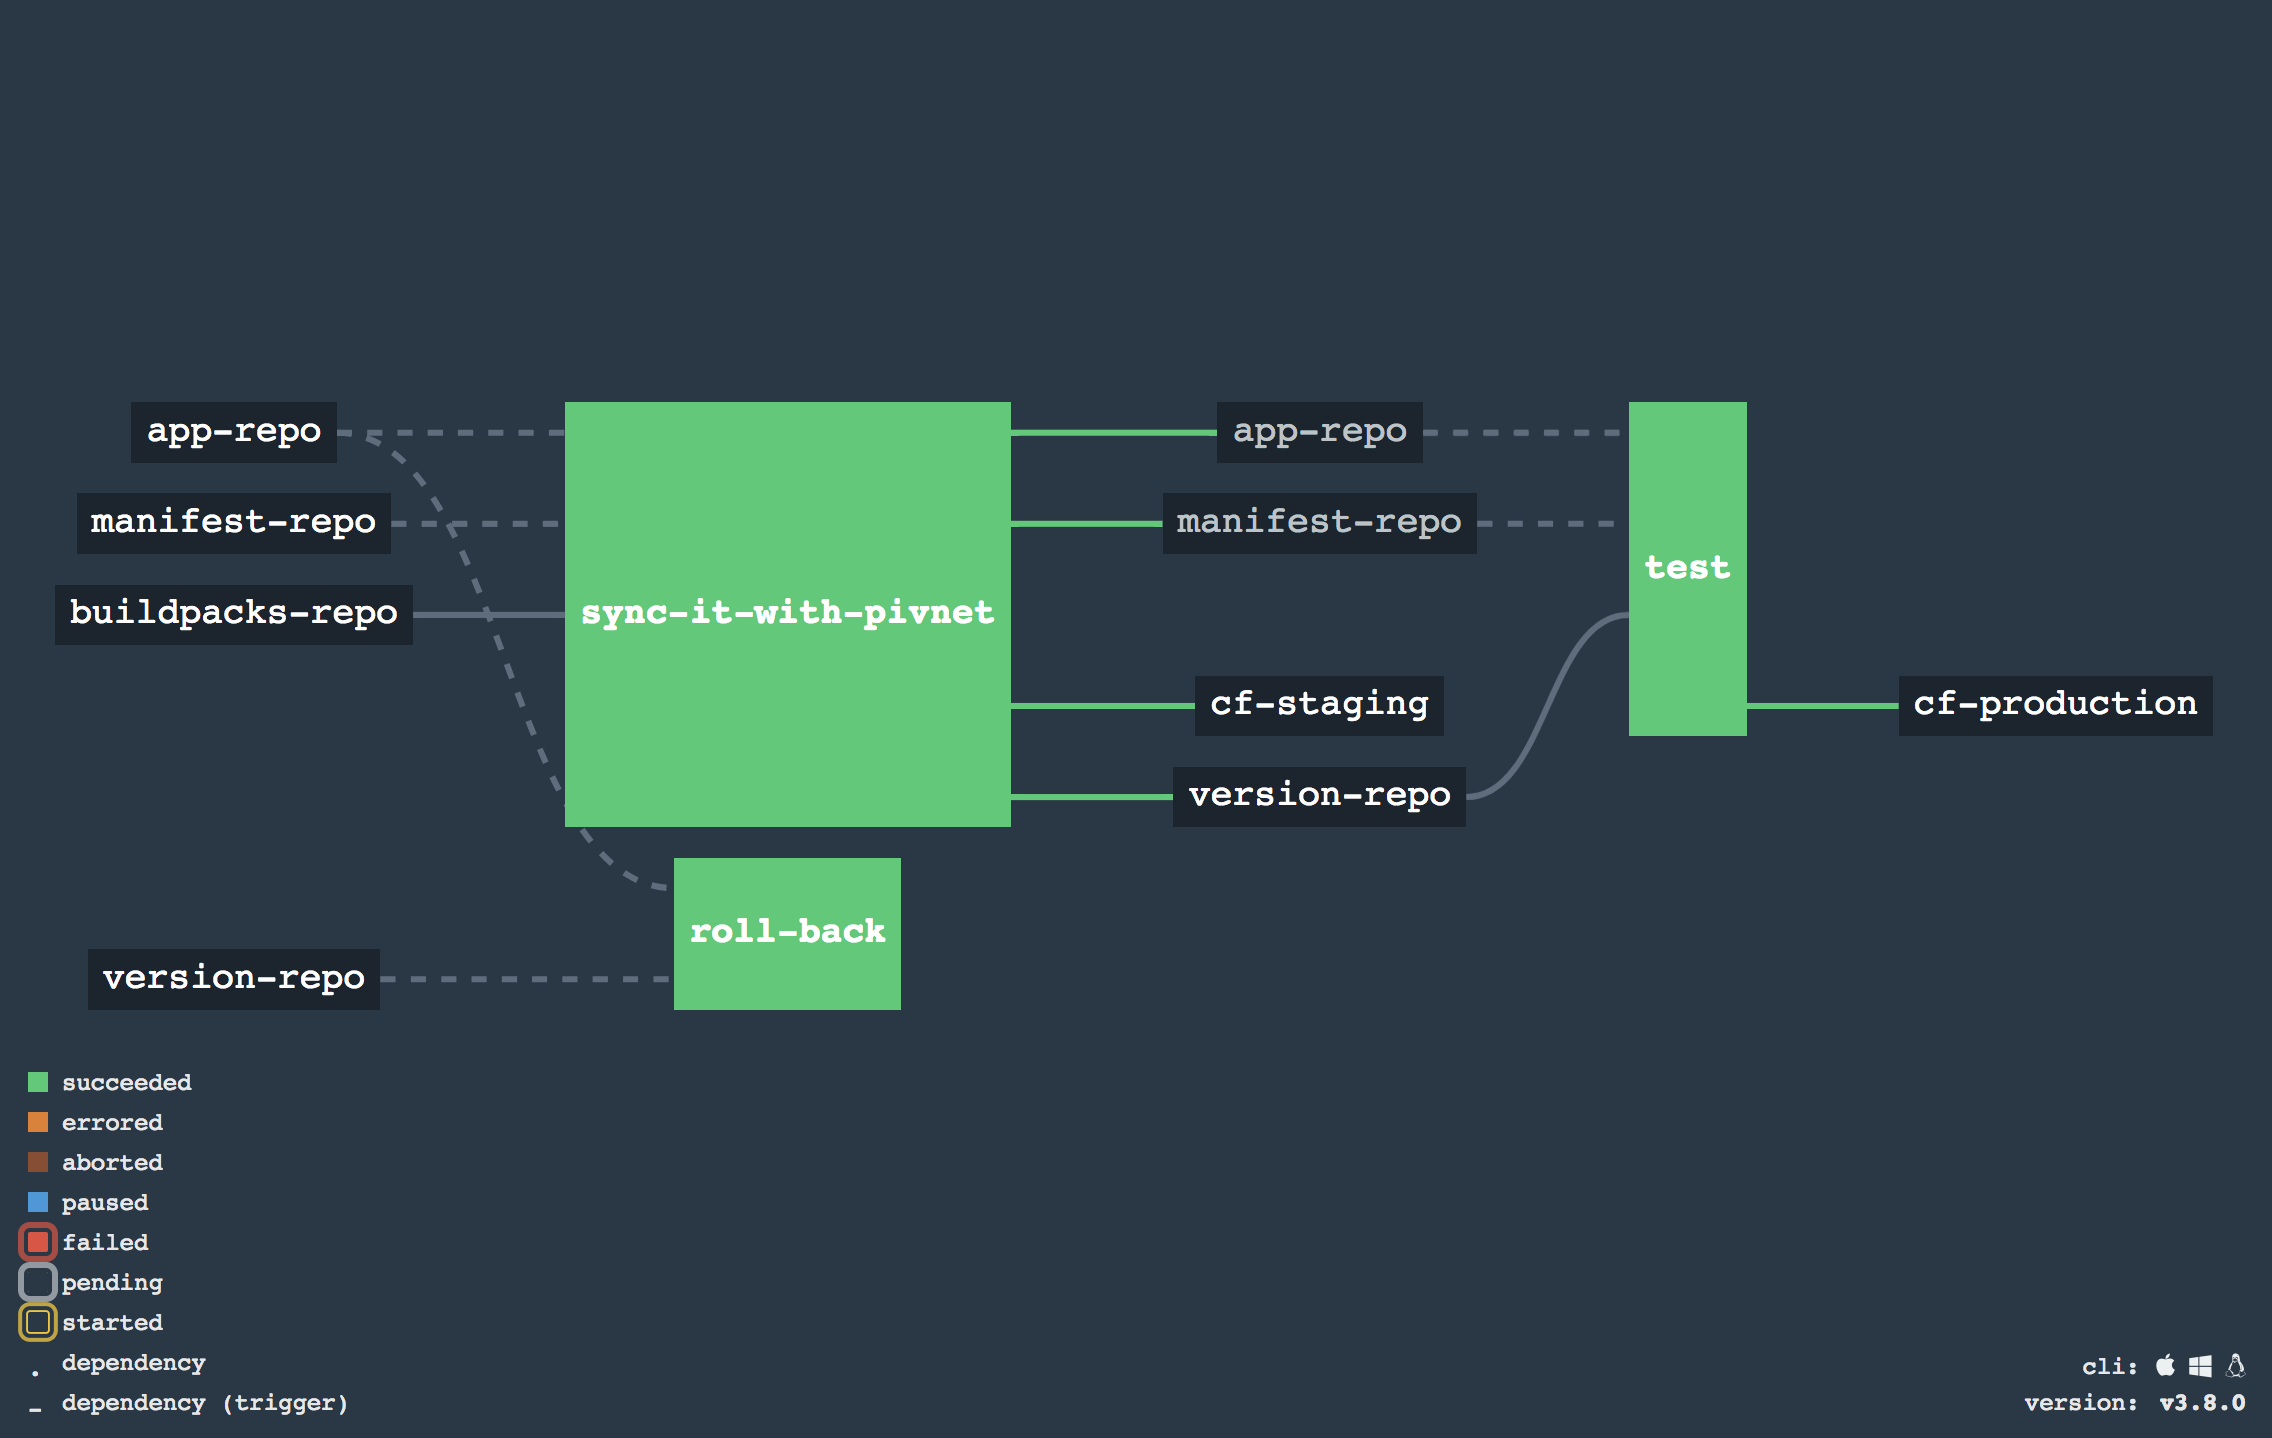 app-repo
app-repo
manifest-repo
manifest-repo
test
buildpacks-repo
sync-it-with-pivnet
cf-staging
cf-production
version-repo
roll-back
version-repo
succeeded
errored
aborted
paused
failed
pending
started
. dependency
– dependency (trigger)
cli:
version: v3.8.0